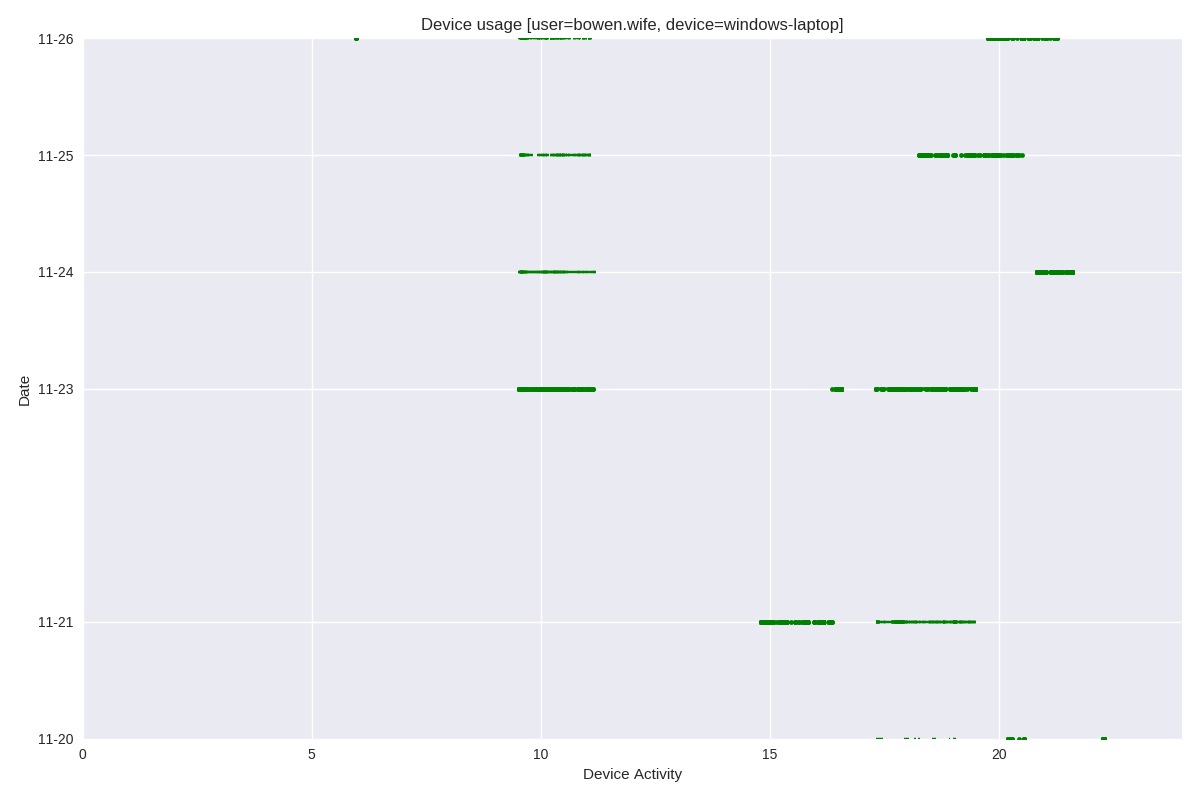 Device usage [user=bowen.wife, device=windows-laptop]
11-26
11-25
11-24
11-23
11-21
11-20
Date
0 5 10 15 20
Device Activity